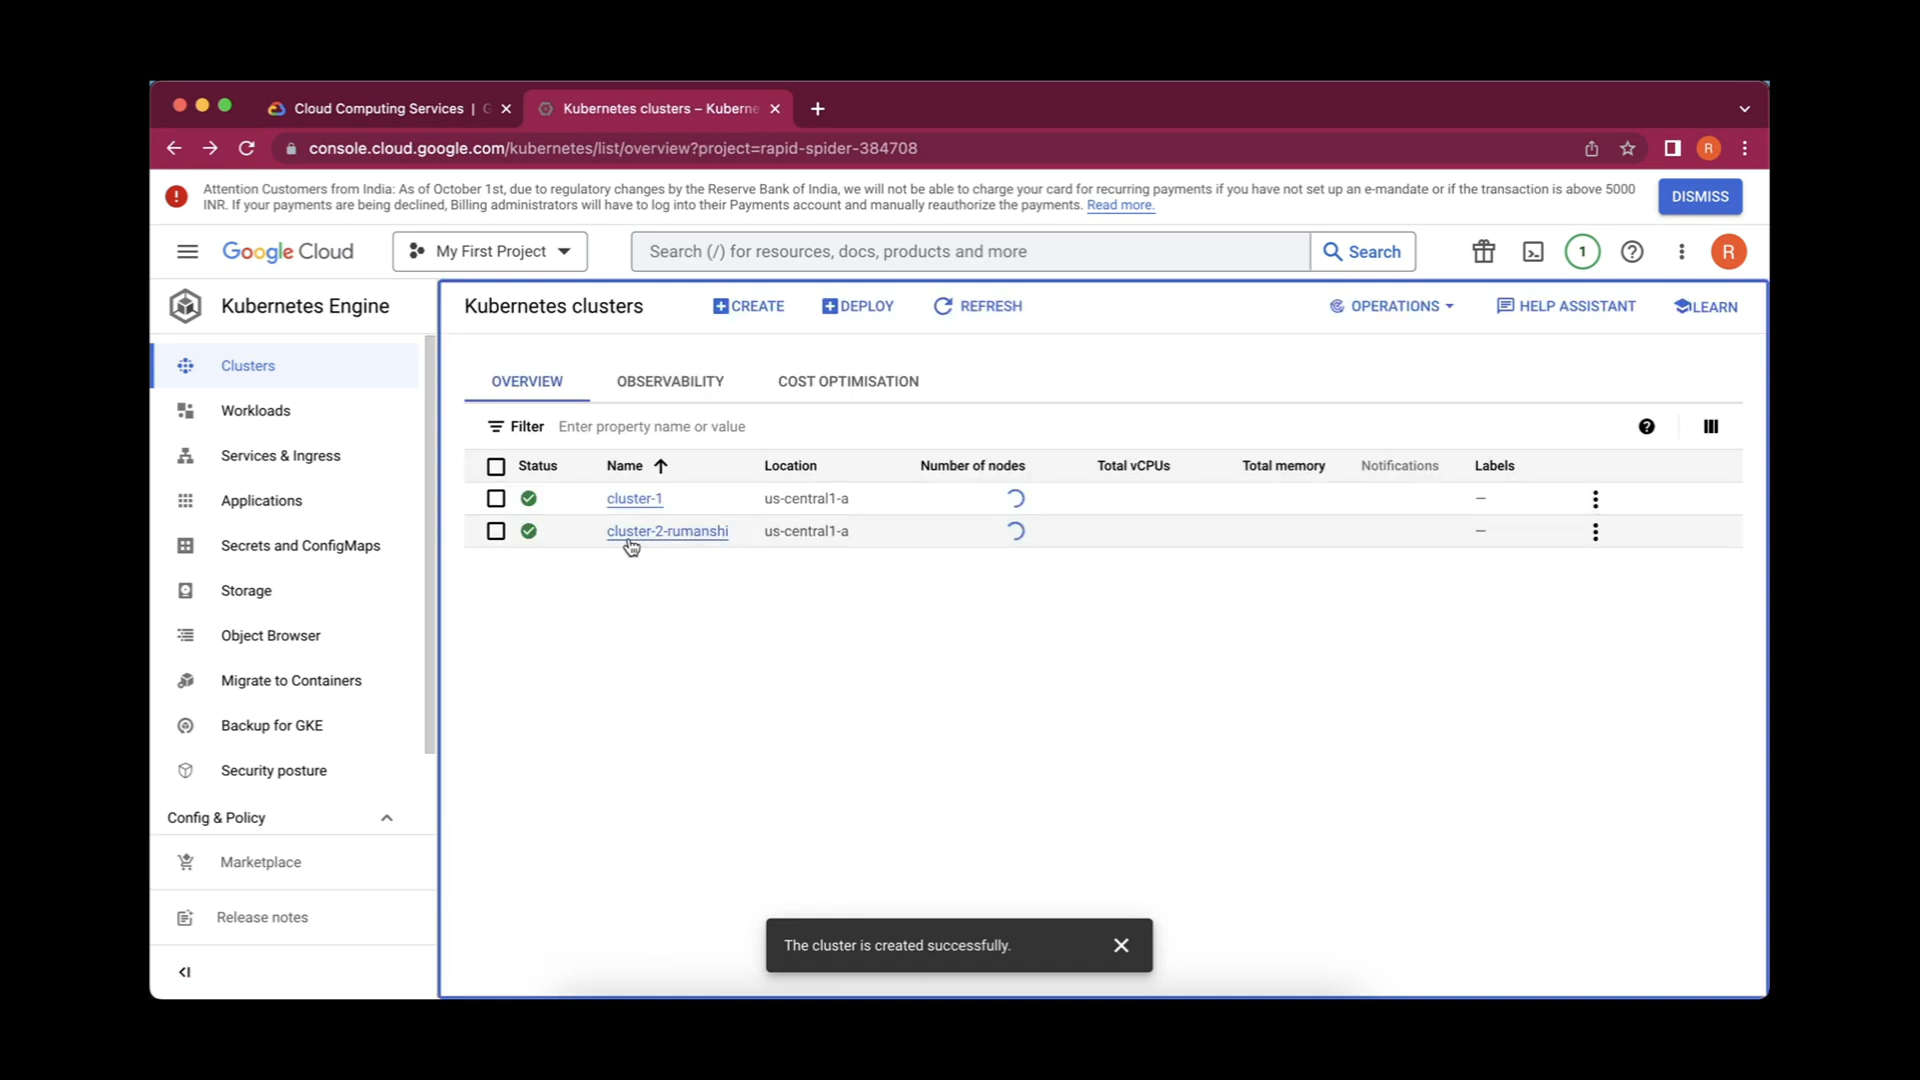 Cloud Computing Services | G
Kubernetes clusters – Kuberne
console.cloud.google.com/kubernetes/list/overview?project=rapid-spider-384708
R
Attention Customers from India: As of October 1st, due to regulatory changes by the Reserve Bank of India, we will not be able to charge your card for recurring payments if you have not set up an e-mandate or if the transaction is above 5000
INR. If your payments are being declined, Billing administrators will have to log into their Payments account and manually reauthorize the payments. Read more.
DISMISS
Google Cloud
My First Project
Search (/) for resources, docs, products and more
Search
1
R
Kubernetes Engine
Kubernetes clusters
CREATE
DEPLOY
REFRESH
OPERATIONS
HELP ASSISTANT
LEARN
Clusters
Workloads
Services & Ingress
Applications
Secrets and ConfigMaps
Storage
Object Browser
Migrate to Containers
Backup for GKE
Security posture
Config & Policy
Marketplace
Release notes
OVERVIEW
OBSERVABILITY
COST OPTIMISATION
Filter Enter property name or value
Status Name Location Number of nodes Total vCPUs Total memory Notifications Labels
cluster-1 us-central1-a –
cluster-2-rumanshi us-central1-a –
The cluster is created successfully.